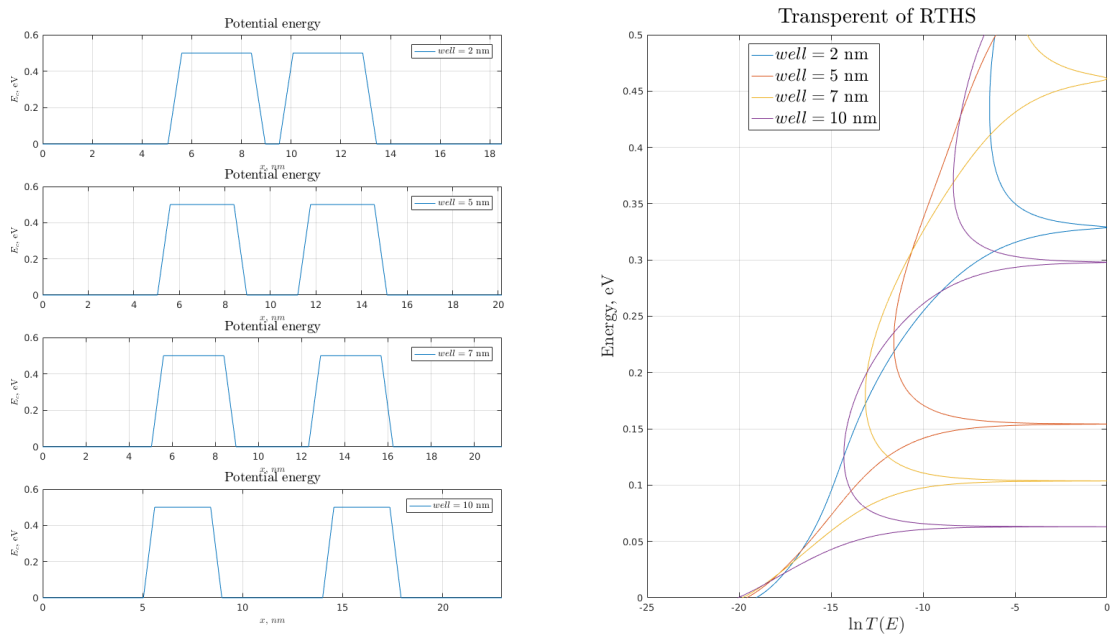 Potential energy
0.6
0.4
0.2
0
E_c, eV
well = 2 nm
0 2 4 6 8 10 12 14 16 18
x, nm
Potential energy
0.6
0.4
0.2
0
E_c, eV
well = 5 nm
0 2 4 6 8 10 12 14 16 18 20
x, nm
Potential energy
0.6
0.4
0.2
0
E_c, eV
well = 7 nm
0 2 4 6 8 10 12 14 16 18 20
x, nm
Potential energy
0.6
0.4
0.2
0
E_c, eV
well = 10 nm
0 5 10 15 20
x, nm
Transperent of RTHS
0.5
0.45
0.4
0.35
0.3
0.25
0.2
0.15
0.1
0.05
0
Energy, eV
well = 2 nm
well = 5 nm
well = 7 nm
well = 10 nm
-25 -20 -15 -10 -5 0
ln T(E)